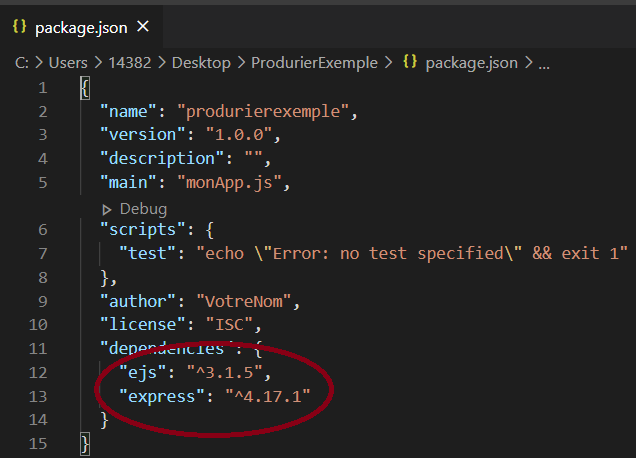 {} package.json ×
C: > Users > 14382 > Desktop > ProdurierExemple > {} package.json > ...
1 {
2 "name": "produrierexemple",
3 "version": "1.0.0",
4 "description": "",
5 "main": "monApp.js",
▷ Debug
6 "scripts": {
7 "test": "echo \"Error: no test specified\" && exit 1"
8 },
9 "author": "VotreNom",
10 "license": "ISC",
11 "dependencies": {
12 "ejs": "^3.1.5",
13 "express": "^4.17.1"
14 }
15 }